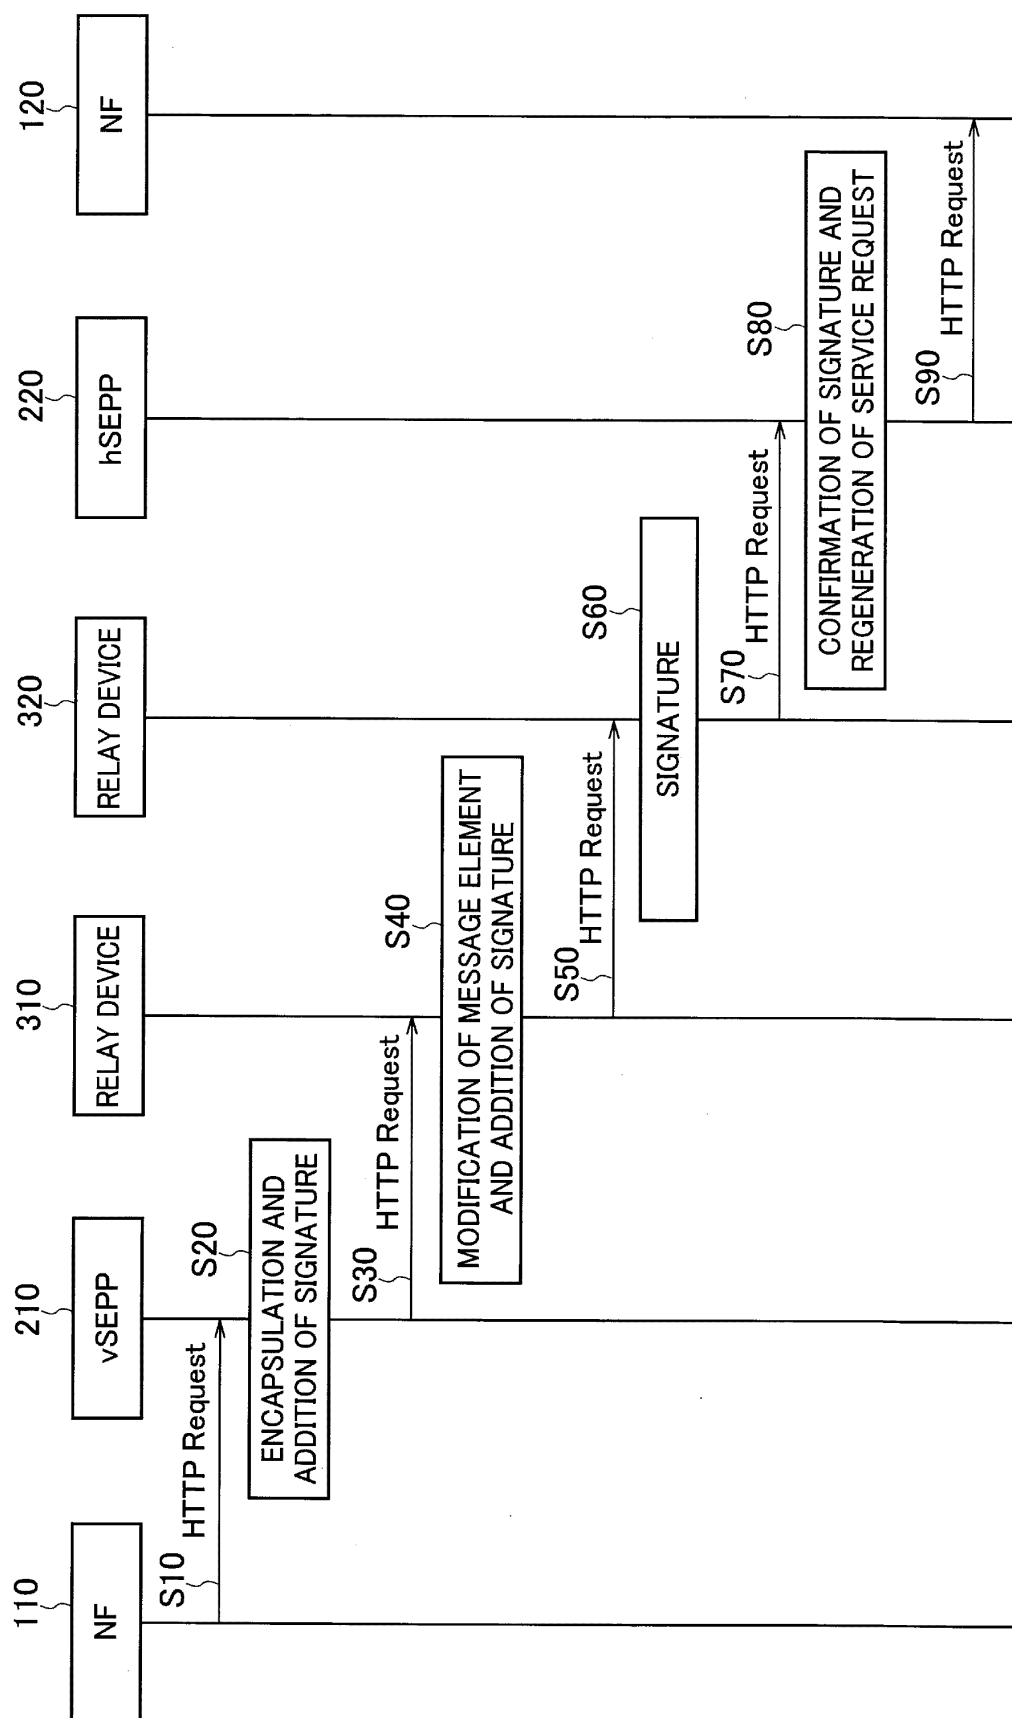 110
NF
210
vSEPP
310
RELAY DEVICE
320
RELAY DEVICE
220
hSEPP
120
NF
S10
HTTP Request
S20
ENCAPSULATION AND
ADDITION OF SIGNATURE
S30
HTTP Request
S40
MODIFICATION OF MESSAGE ELEMENT
AND ADDITION OF SIGNATURE
S50
HTTP Request
S60
SIGNATURE
S70
HTTP Request
S80
CONFIRMATION OF SIGNATURE AND
REGENERATION OF SERVICE REQUEST
S90
HTTP Request